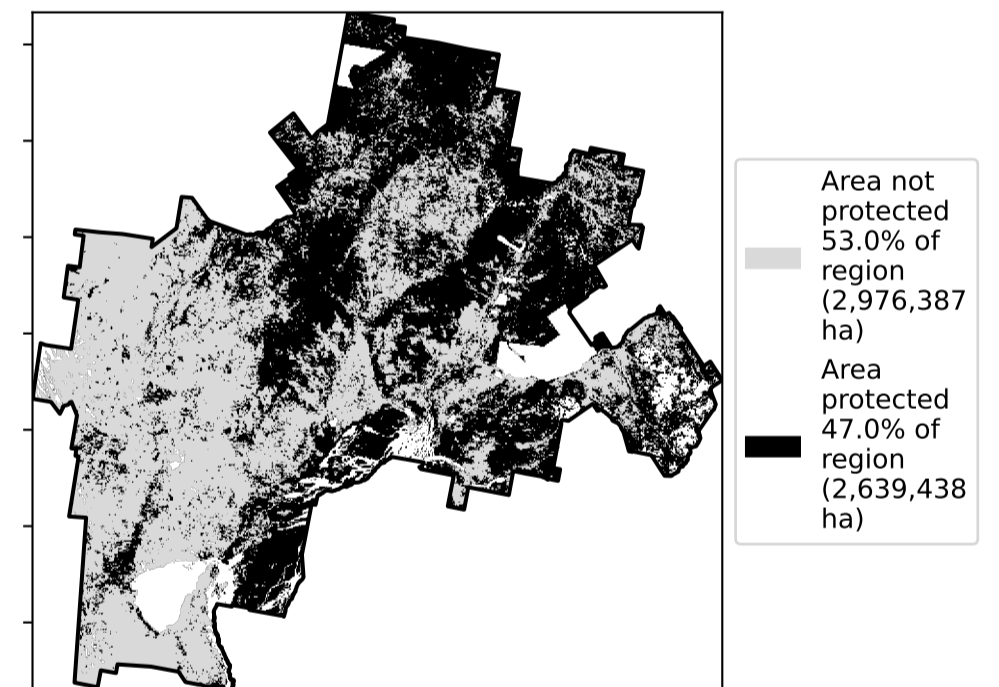 Area not
protected
53.0% of
region
(2,976,387
ha)
Area
protected
47.0% of
region
(2,639,438
ha)